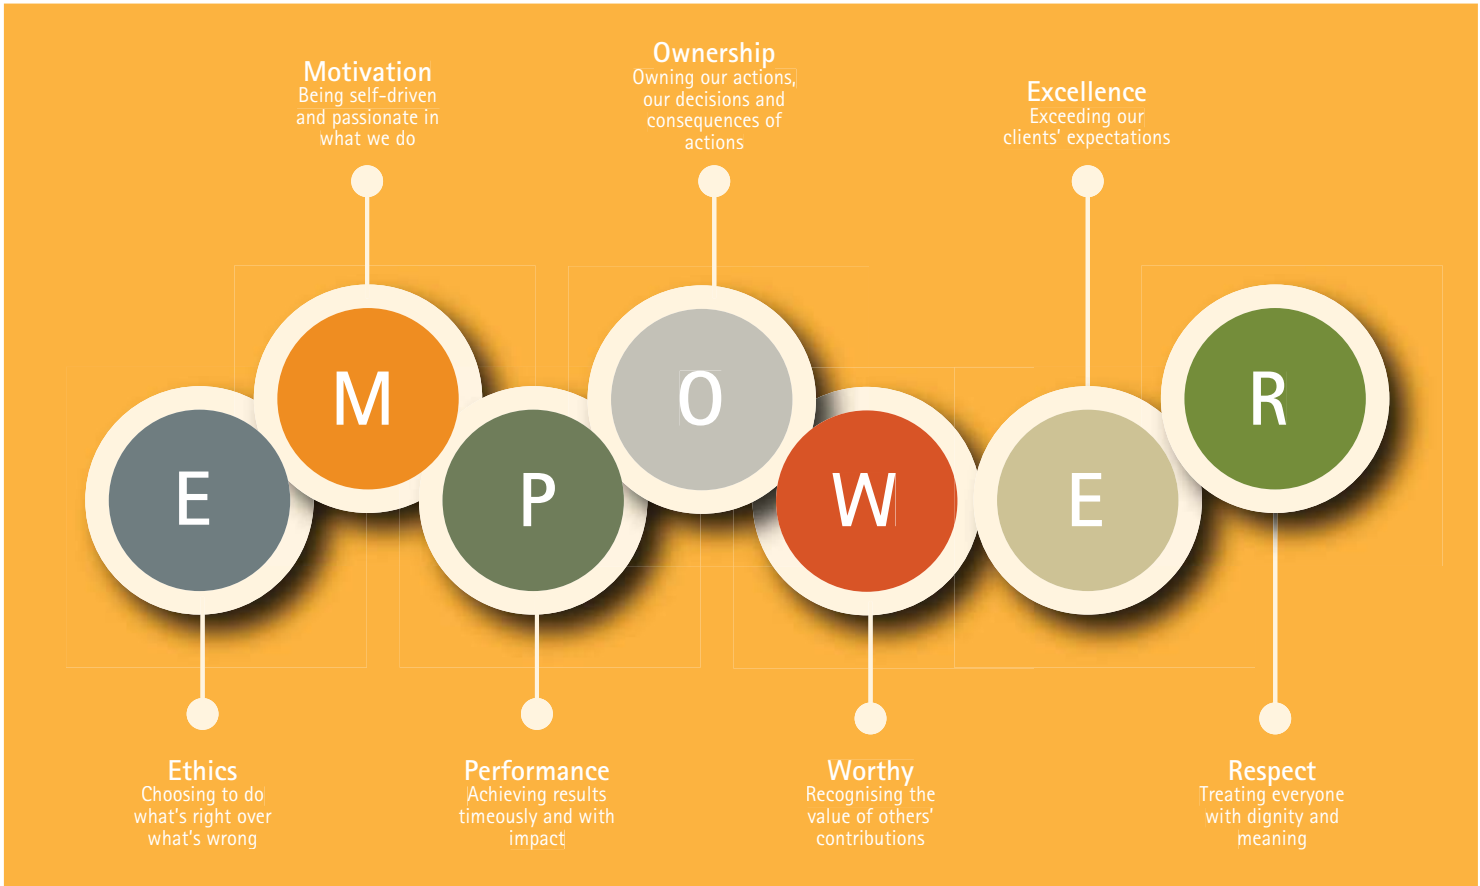 Motivation
Being self-driven
and passionate in
what we do
Ownership
Owning our actions,
our decisions and
consequences of
actions
Excellence
Exceeding our
clients' expectations
E
M
P
O
W
E
R
Ethics
Choosing to do
what's right over
what's wrong
Performance
Achieving results
timeously and with
impact
Worthy
Recognising the
value of others'
contributions
Respect
Treating everyone
with dignity and
meaning